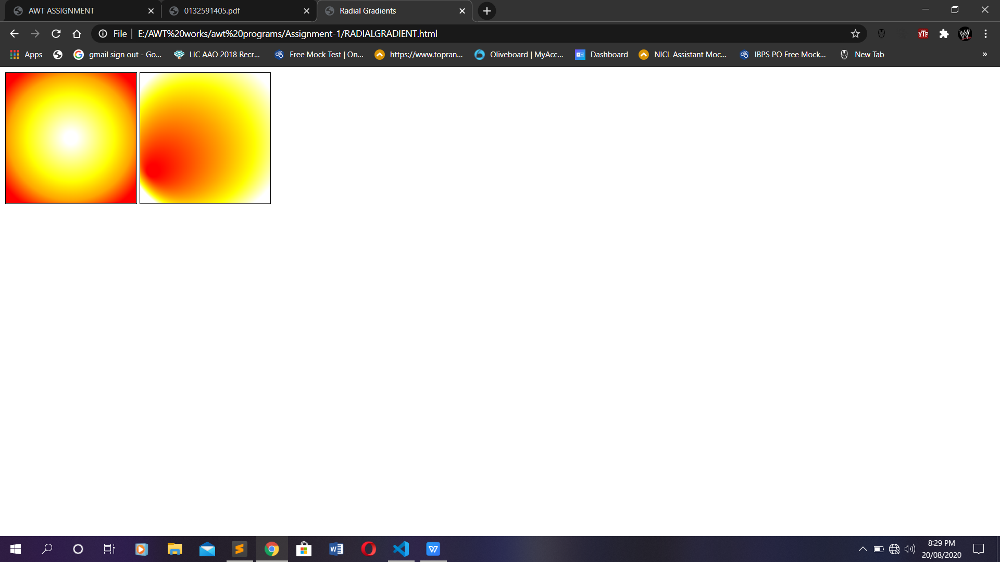 AWT ASSIGNMENT 0132591405.pdf Radial Gradients
File E:/AWT%20works/awt%20programs/Assignment-1/RADIALGRADIENT.html YTF
Apps gmail sign out - Go... LIC AAO 2018 Recr... Free Mock Test | On... https://www.topran... Oliveboard | MyAcc... Dashboard NICL Assistant Moc... IBPS PO Free Mock... New Tab »
8:29 PM
20/08/2020